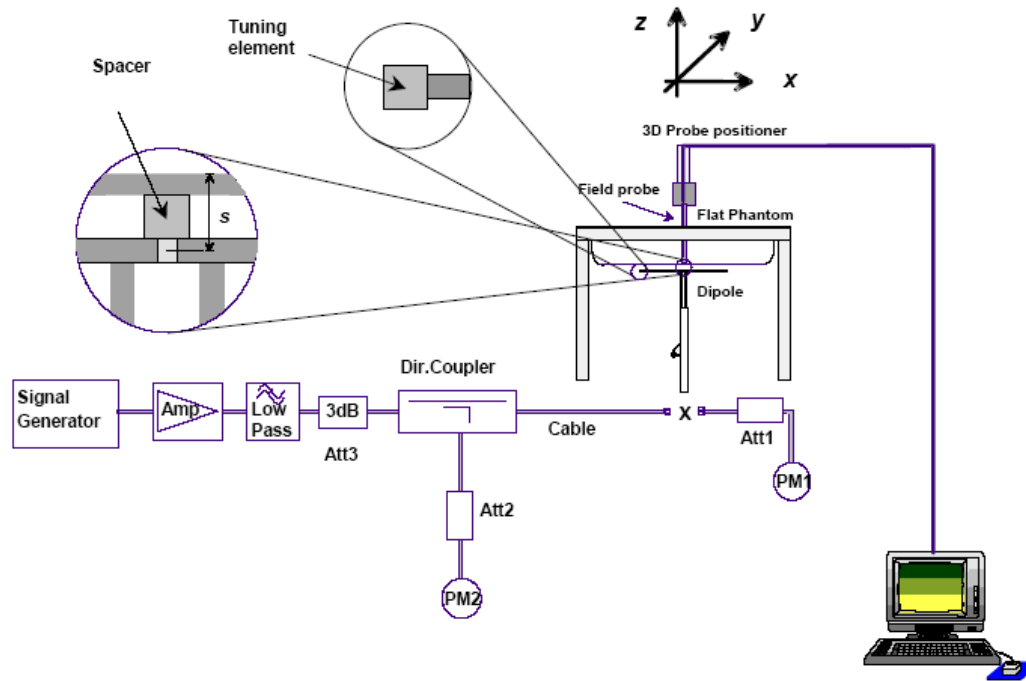 Tuning
element
Spacer
s
z
y
x
3D Probe positioner
Field probe
Flat Phantom
Dipole
Dir.Coupler
Signal
Generator
Amp
Low
Pass
3dB
Att3
Cable
X
Att1
PM1
Att2
PM2